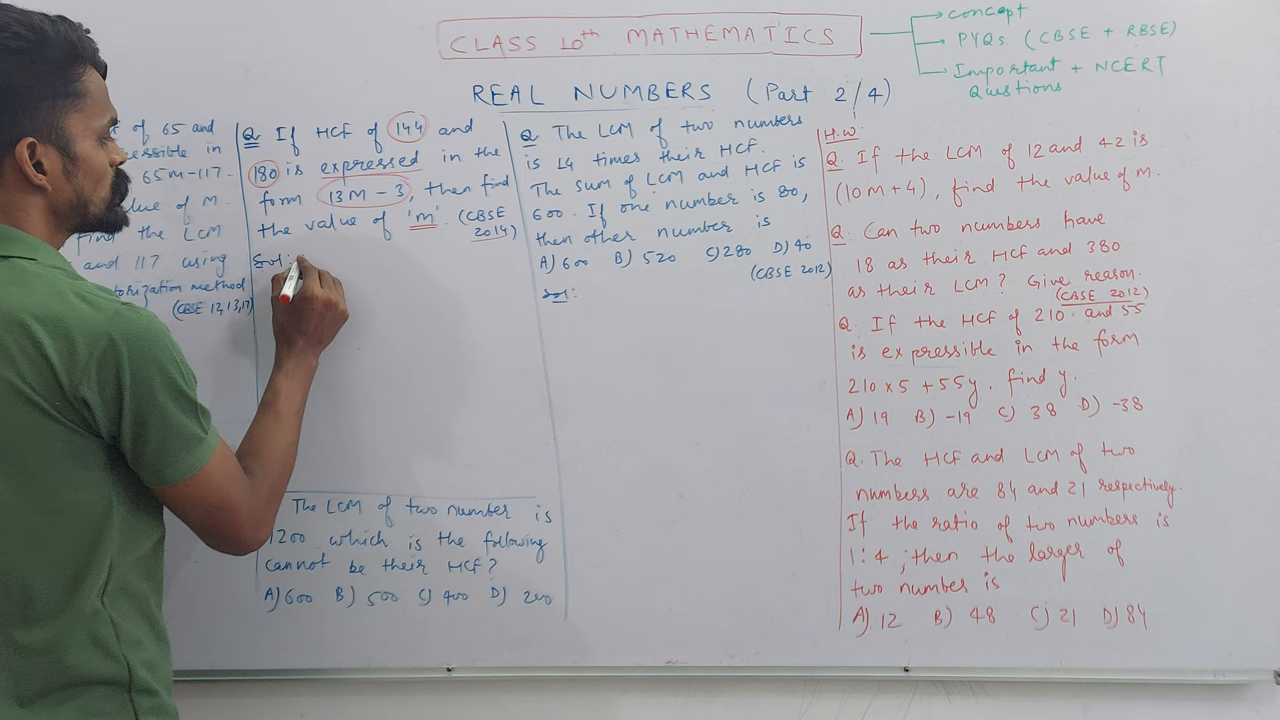 CLASS 10th MATHEMATICS
concept
PYQs. (CBSE + RBSE)
Important + NCERT
Questions
REAL NUMBERS (Part 2/4)
of 65 and
in
65m-117.
of M.
find the LCM
and 117 using
method
(CBSE 12, 13, 17)
Q. If HCF of 144 and
180 is expressed in the
form 13M - 3, then find
the value of 'm'. (CBSE
2014)
Sol:
The LCM of two number is
1200 which is the following
cannot be their HCF?
A) 600 B) 500 C) 400 D) 200
Q. The LCM of two numbers
is 14 times their HCF.
The sum of LCM and HCF is
600. If one number is 80,
then other number is
A) 600 B) 520 C) 280 D) 40
(CBSE 2012)
Sol:
H.W.
Q. If the LCM of 12 and 42 is
(10m+4), find the value of m.
Q. Can two numbers have
18 as their HCF and 380
as their LCM? Give reason.
(CBSE 2012)
Q. If the HCF of 210 and 55
is expressible in the form
210 x 5 + 55y. find y.
A) 19 B) -19 C) 38 D) -38
Q. The HCF and LCM of two
numbers are 84 and 21 respectively.
If the ratio of two numbers is
1:4, then the larger of
two number is
A) 12 B) 48 C) 21 D) 84